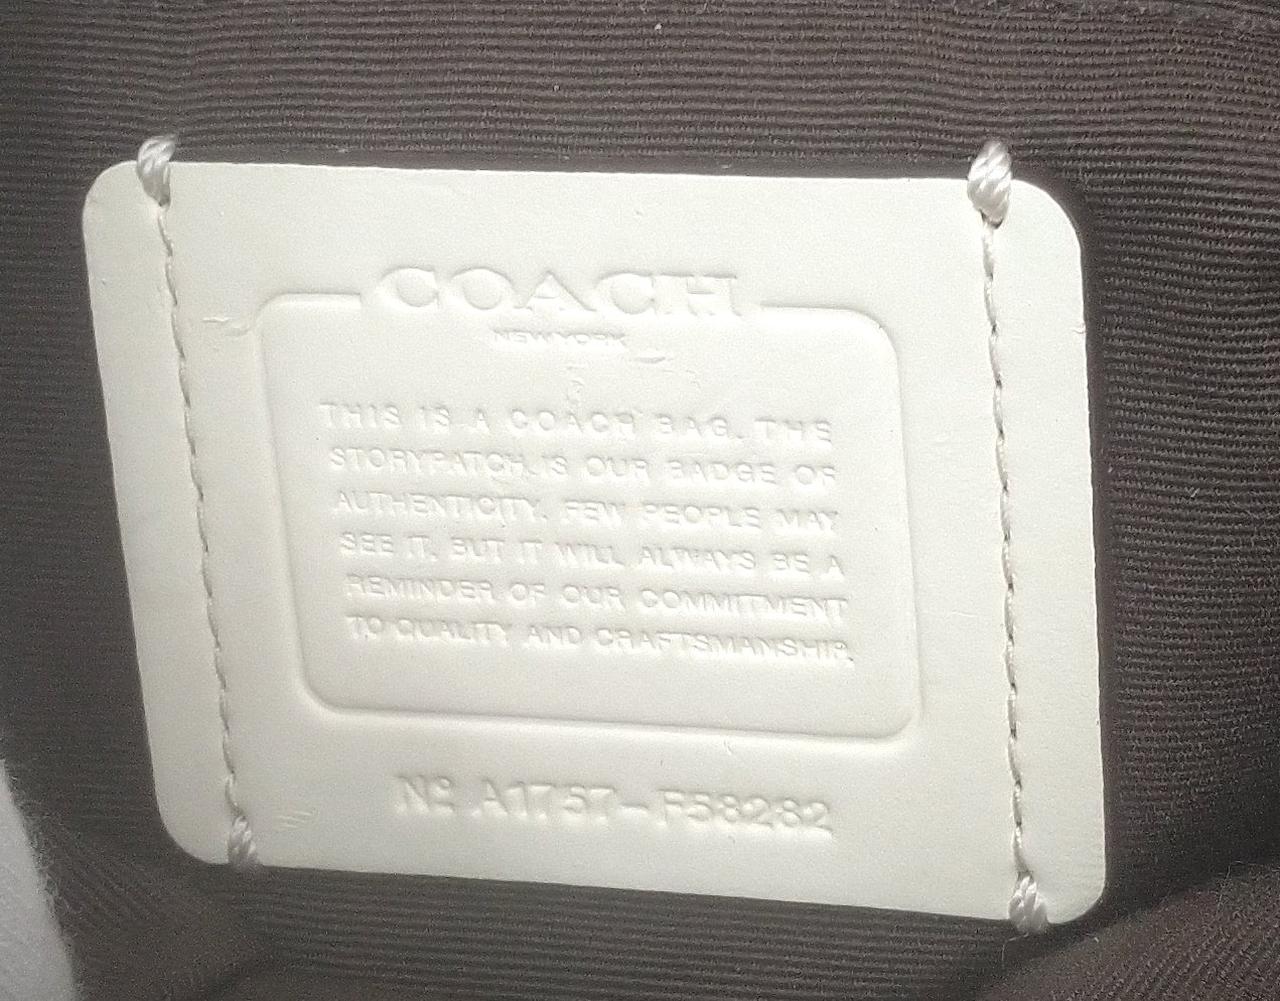 COACH
NEW YORK
THIS IS A COACH BAG. THE
STORYPATCH IS OUR BADGE OF
AUTHENTICITY. FEW PEOPLE MAY
SEE IT, BUT IT WILL ALWAYS BE A
REMINDER OF OUR COMMITMENT
TO QUALITY AND CRAFTSMANSHIP.
Nº A1757-F58282